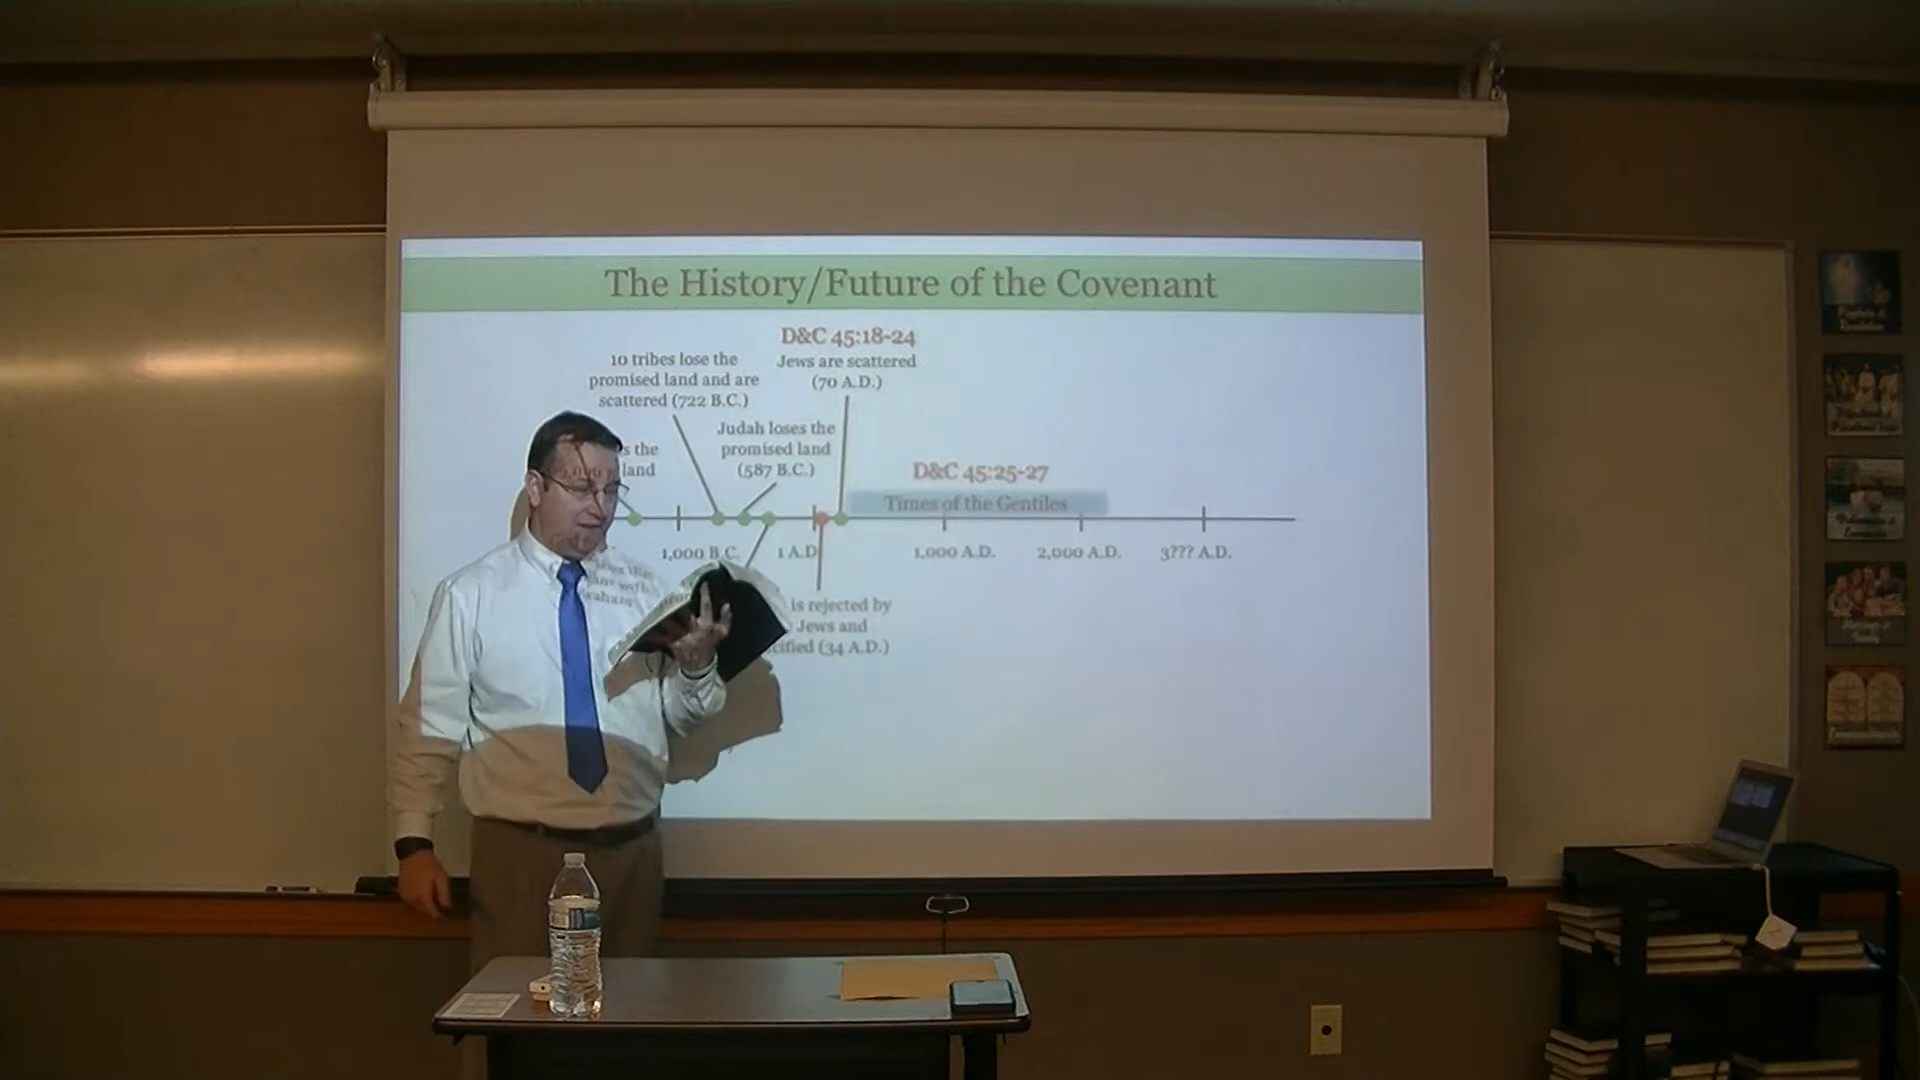 The History/Future of the Covenant
D&C 45:18-24
Jews are scattered
(70 A.D.)
10 tribes lose the
promised land and are
scattered (722 B.C.)
Judah loses the
promised land
(587 B.C.)
the
land
D&C 45:25-27
Times of the Gentiles
1,000 B.C.
1 A.D
1,000 A.D.
2,000 A.D.
3??? A.D.
is rejected by
Jews and
(34 A.D.)